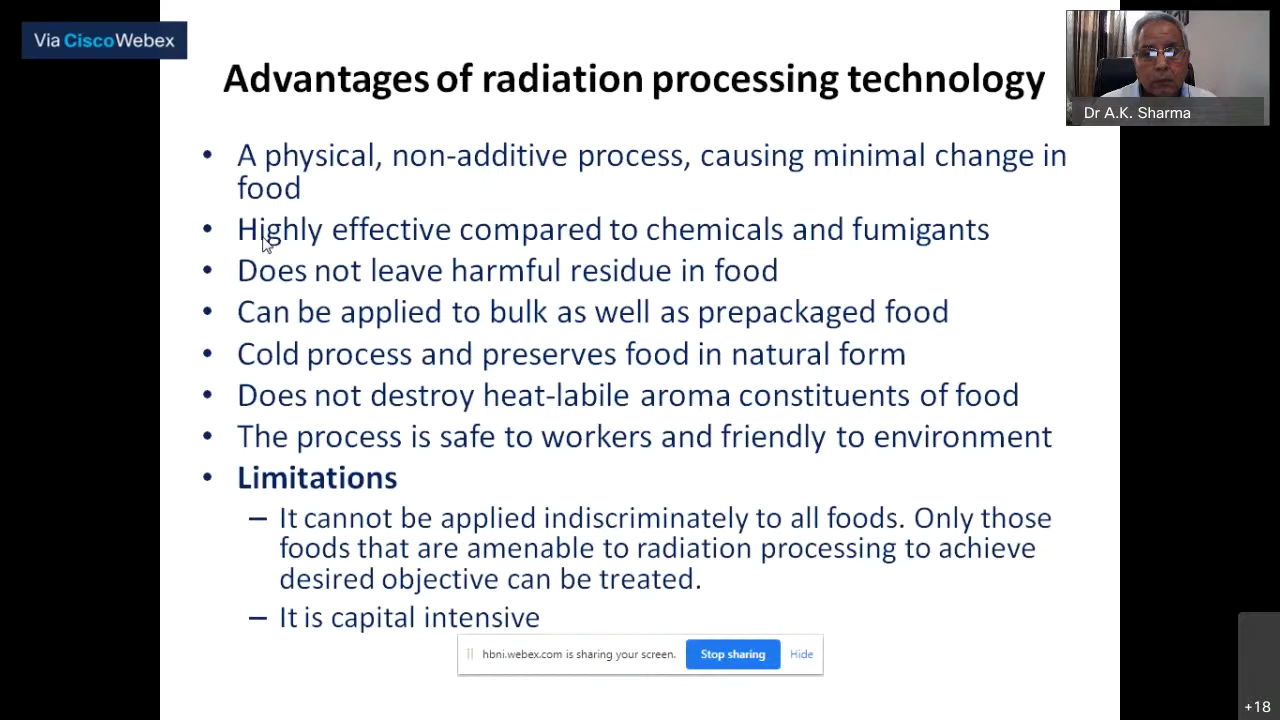 Via Cisco Webex
Advantages of radiation processing technology
Dr A.K. Sharma
• A physical, non-additive process, causing minimal change in
food
• Highly effective compared to chemicals and fumigants
• Does not leave harmful residue in food
• Can be applied to bulk as well as prepackaged food
• Cold process and preserves food in natural form
• Does not destroy heat-labile aroma constituents of food
• The process is safe to workers and friendly to environment
• Limitations
– It cannot be applied indiscriminately to all foods. Only those
foods that are amenable to radiation processing to achieve
desired objective can be treated.
– It is capital intensive
hbni.webex.com is sharing your screen. Stop sharing Hide
+18